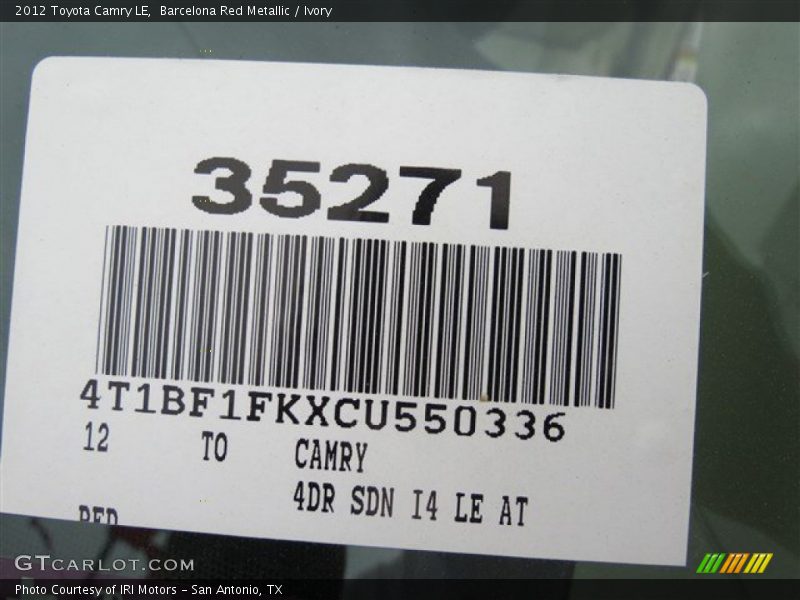 2012 Toyota Camry LE, Barcelona Red Metallic / Ivory
35271
4T1BF1FKXCU550336
12 TO CAMRY
4DR SDN I4 LE AT
RED
GTCARLOT.COM
Photo Courtesy of IRI Motors - San Antonio, TX